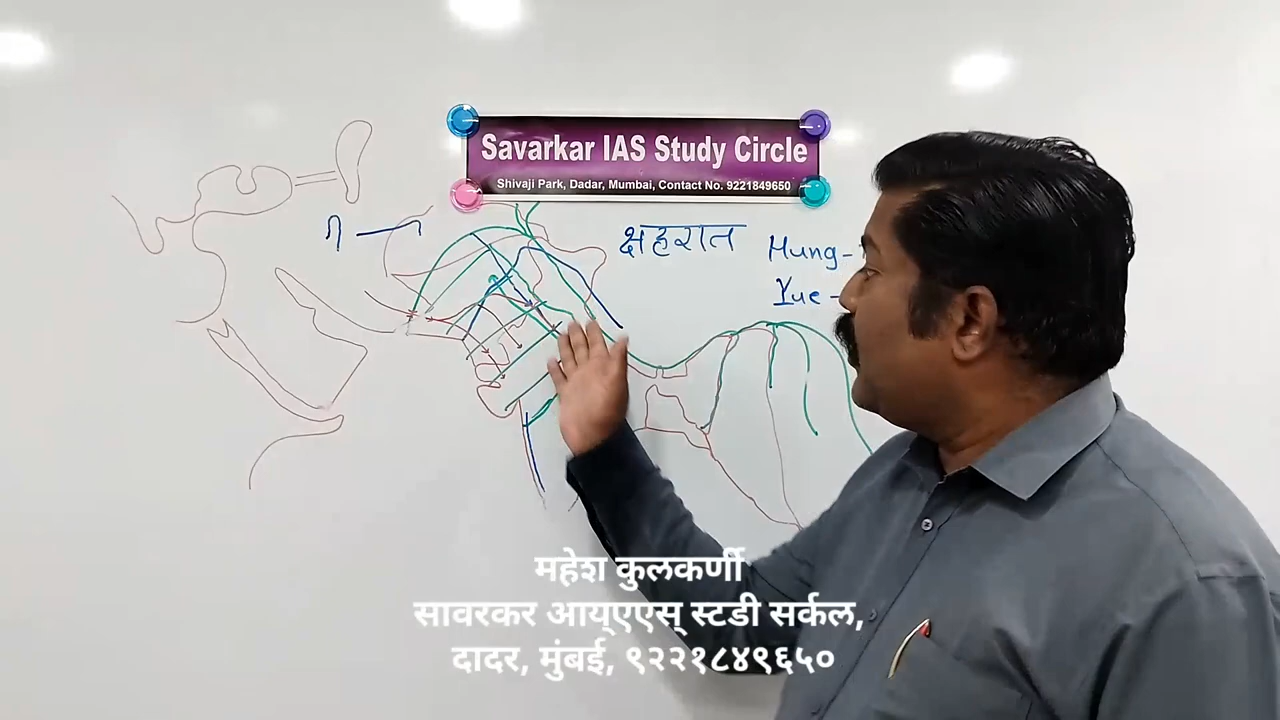 Savarkar IAS Study Circle
Shivaji Park, Dadar, Mumbai, Contact No. 9221849650
क्षहरात
Hung-
Yue-
महेश कुलकर्णी
सावरकर आय्एएस् स्टडी सर्कल,
दादर, मुंबई, ९२२१८४९६५०